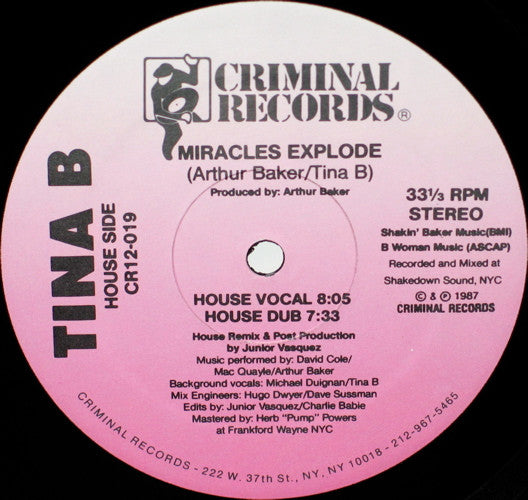 CRIMINAL
RECORDS®
MIRACLES EXPLODE
(Arthur Baker/Tina B)
Produced by: Arthur Baker
TINA B
HOUSE SIDE
CR12-019
33⅓ RPM
STEREO
Shakin' Baker Music(BMI)
B Woman Music (ASCAP)
Recorded and Mixed at
Shakedown Sound, NYC
© & ℗ 1987
CRIMINAL RECORDS
HOUSE VOCAL 8:05
HOUSE DUB 7:33
House Remix & Post Production
by Junior Vasquez
Music performed by: David Cole/
Mac Quayle/Arthur Baker
Background vocals: Michael Duignan/Tina B
Mix Engineers: Hugo Dwyer/Dave Sussman
Edits by: Junior Vasquez/Charlie Babie
Mastered by: Herb "Pump" Powers
at Frankford Wayne NYC
CRIMINAL RECORDS - 222 W. 37th St., NY, NY 10018 - 212-967-5465